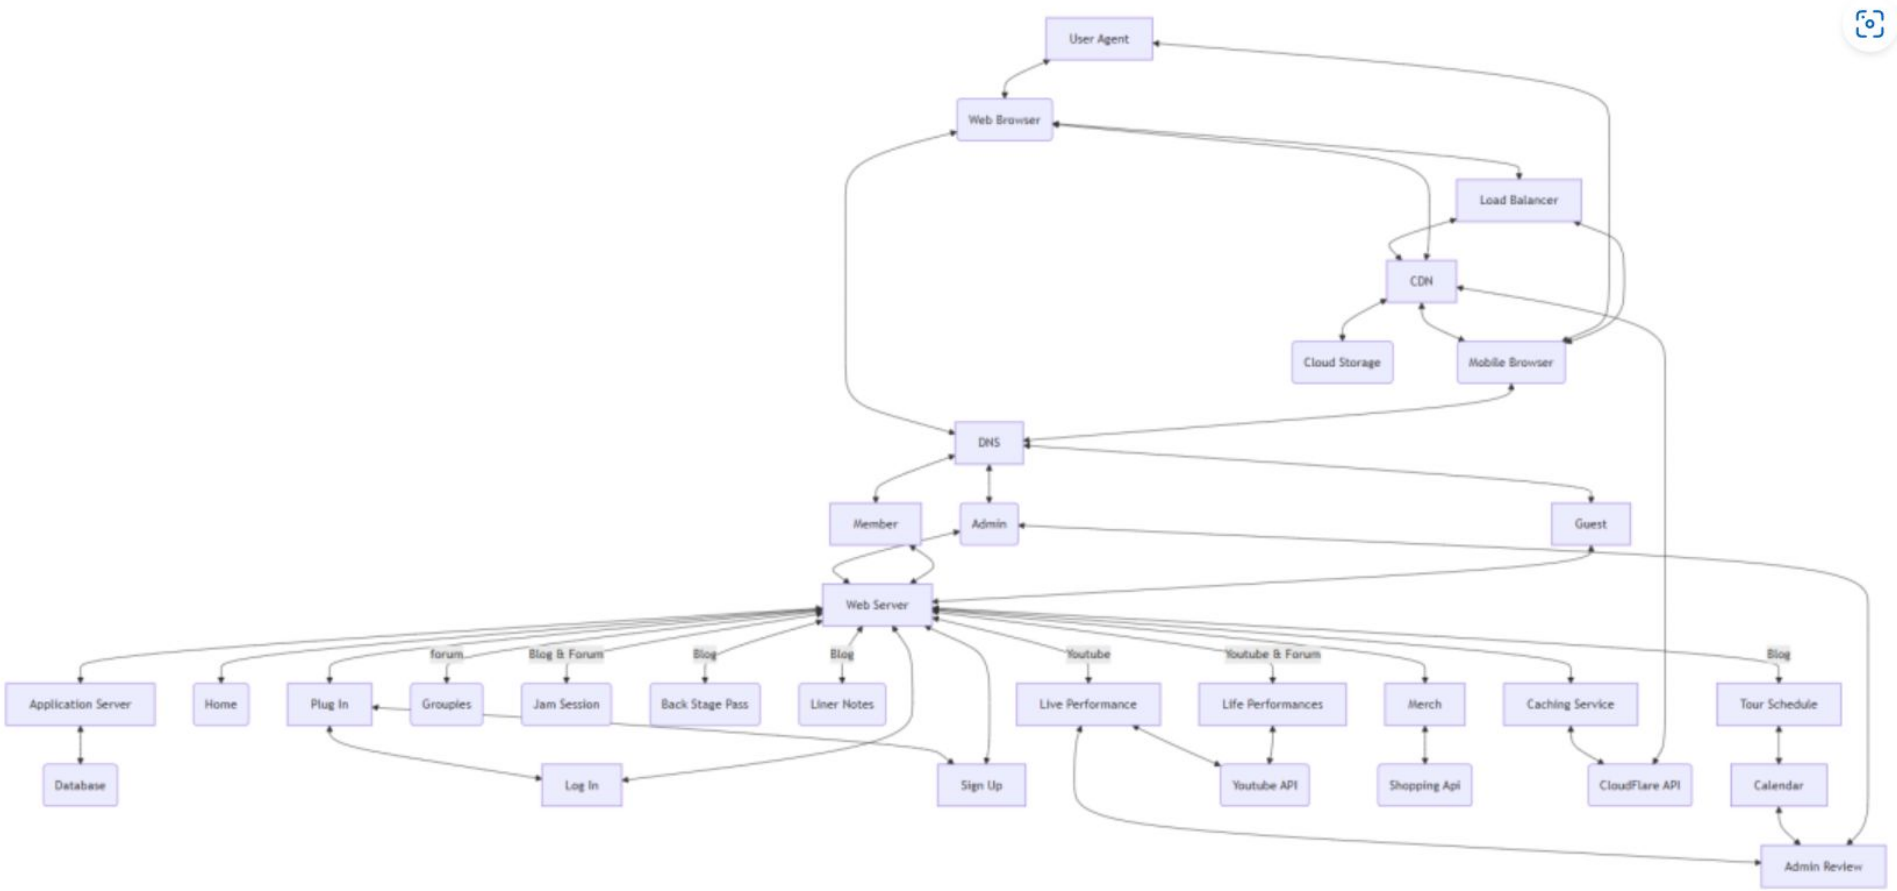 User Agent
Web Browser
Load Balancer
CDN
Cloud Storage
Mobile Browser
DNS
Member
Admin
Guest
Web Server
forum
Blog & Forum
Blog
Blog
Youtube
Youtube & Forum
Blog
Application Server
Home
Plug In
Groupies
Jam Session
Back Stage Pass
Liner Notes
Live Performance
Life Performances
Merch
Caching Service
Tour Schedule
Database
Log In
Sign Up
Youtube API
Shopping Api
CloudFlare API
Calendar
Admin Review